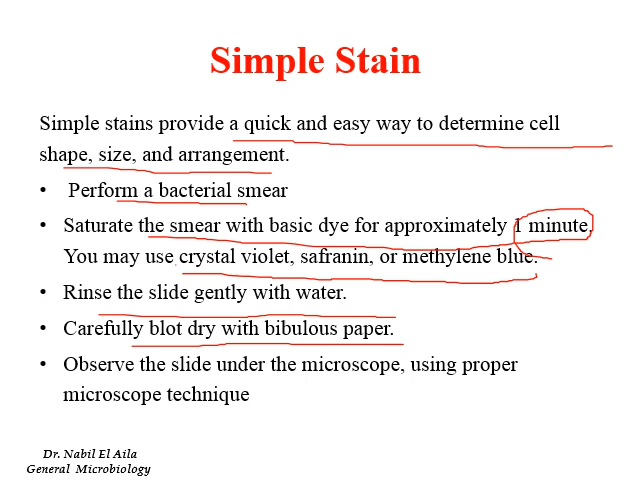 Simple Stain
Simple stains provide a quick and easy way to determine cell
shape, size, and arrangement.
• Perform a bacterial smear
• Saturate the smear with basic dye for approximately 1 minute.
You may use crystal violet, safranin, or methylene blue.
• Rinse the slide gently with water.
• Carefully blot dry with bibulous paper.
• Observe the slide under the microscope, using proper
microscope technique
Dr. Nabil El Aila
General Microbiology